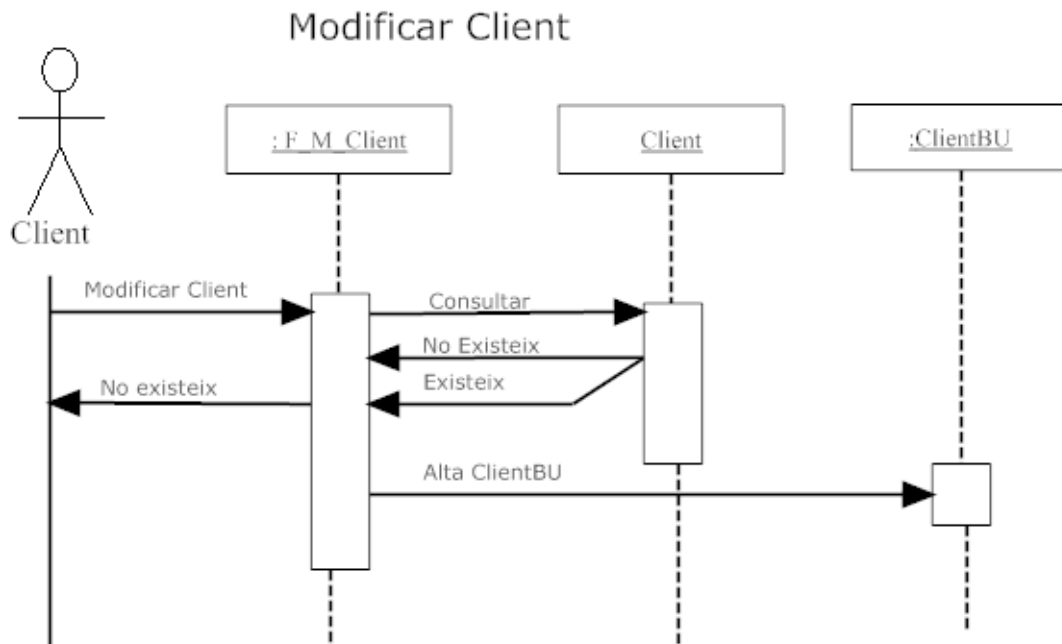 Modificar Client
: F_M_Client
Client
:ClientBU
Client
Modificar Client
Consultar
No Existeix
No existeix
Existeix
Alta ClientBU